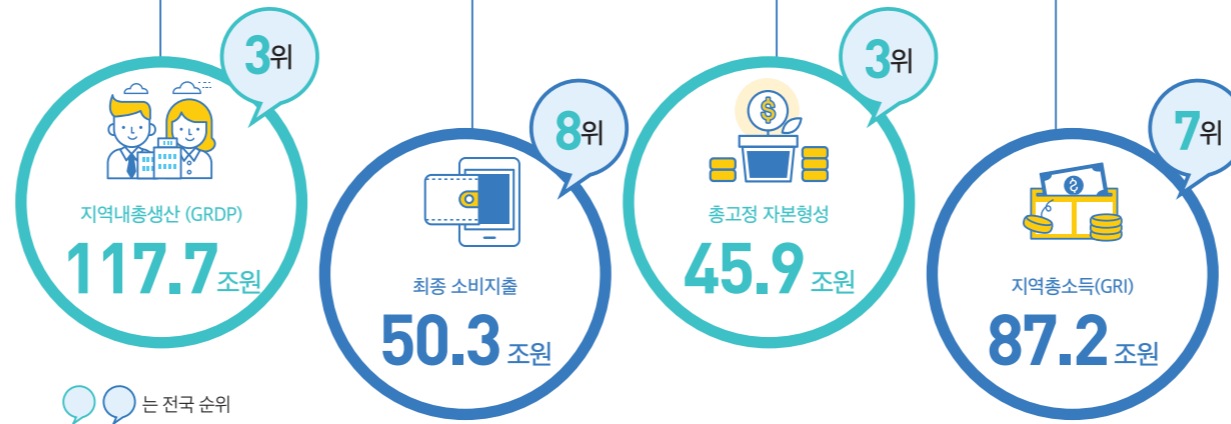 3위
지역내총생산 (GRDP)
117.7 조원
8위
최종 소비지출
50.3 조원
3위
총고정 자본형성
45.9 조원
7위
지역총소득(GRI)
87.2 조원
는 전국 순위